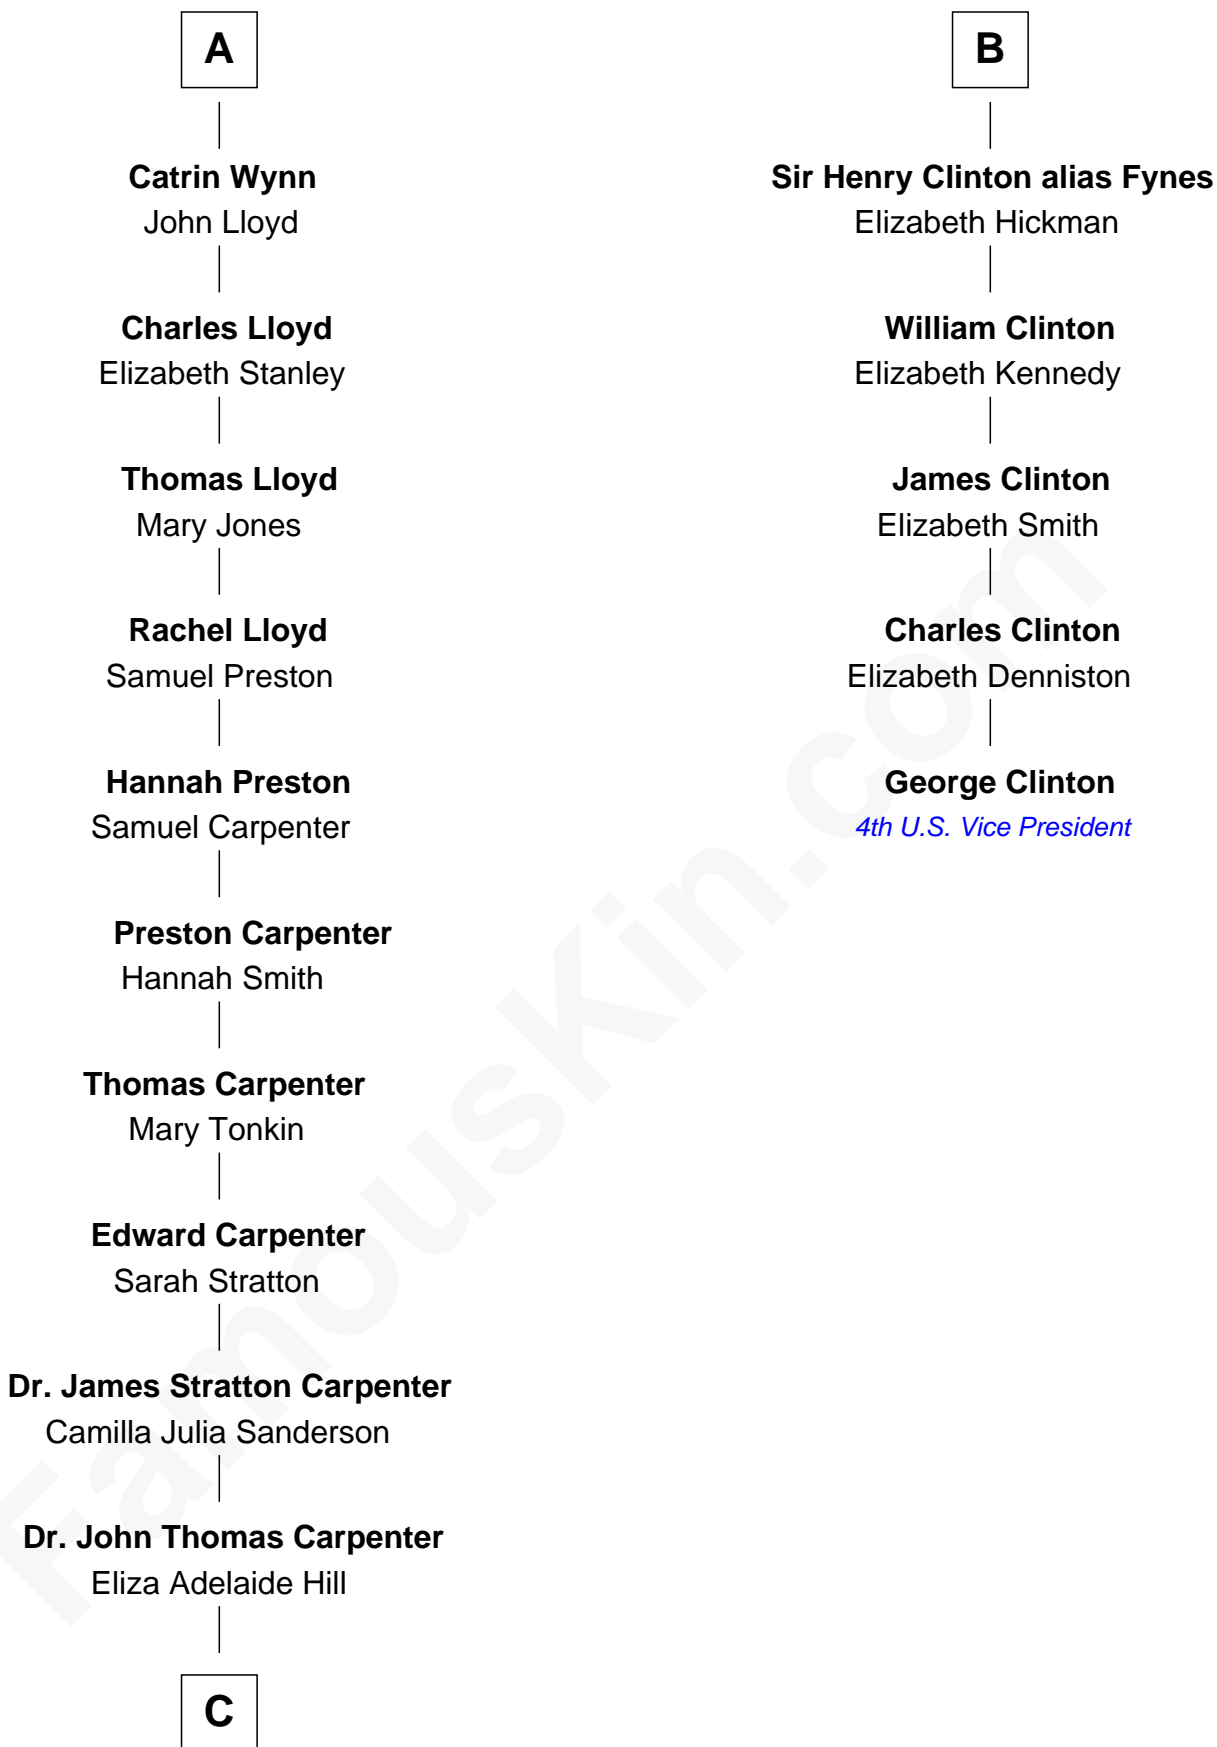 A
Catrin Wynn
John Lloyd
Charles Lloyd
Elizabeth Stanley
Thomas Lloyd
Mary Jones
Rachel Lloyd
Samuel Preston
Hannah Preston
Samuel Carpenter
Preston Carpenter
Hannah Smith
Thomas Carpenter
Mary Tonkin
Edward Carpenter
Sarah Stratton
Dr. James Stratton Carpenter
Camilla Julia Sanderson
Dr. John Thomas Carpenter
Eliza Adelaide Hill
C
B
Sir Henry Clinton alias Fynes
Elizabeth Hickman
William Clinton
Elizabeth Kennedy
James Clinton
Elizabeth Smith
Charles Clinton
Elizabeth Denniston
George Clinton
4th U.S. Vice President
FamousKin.com